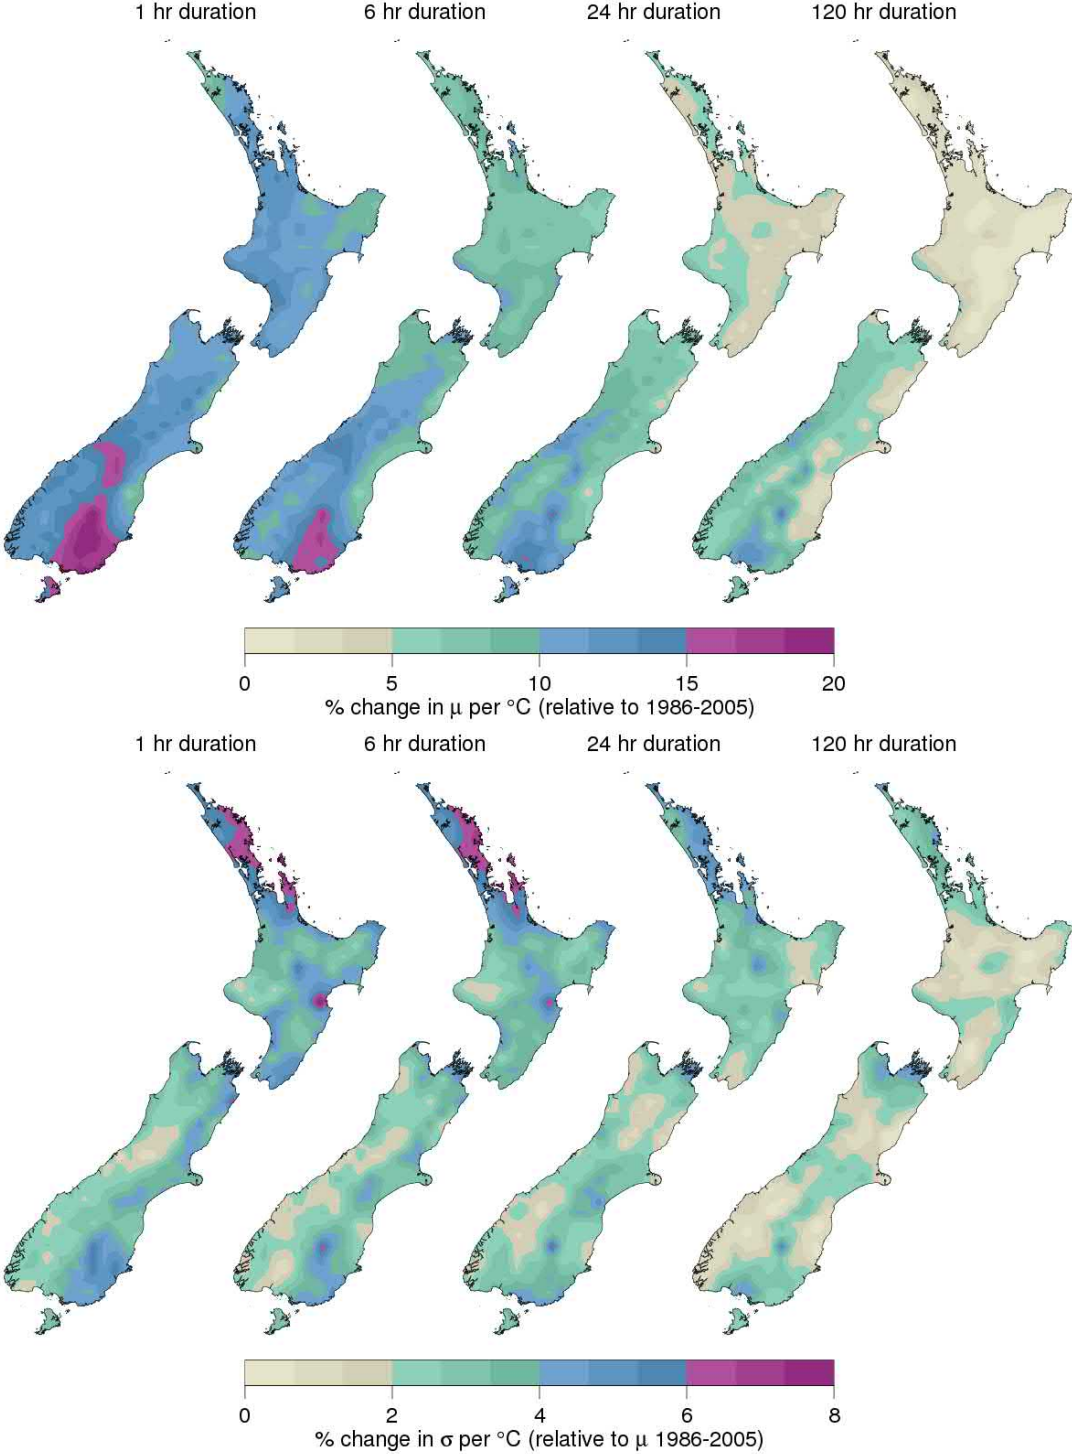 1 hr duration 6 hr duration 24 hr duration 120 hr duration
0 5 10 15 20
% change in μ per °C (relative to 1986-2005)
1 hr duration 6 hr duration 24 hr duration 120 hr duration
0 2 4 6 8
% change in σ per °C (relative to μ 1986-2005)